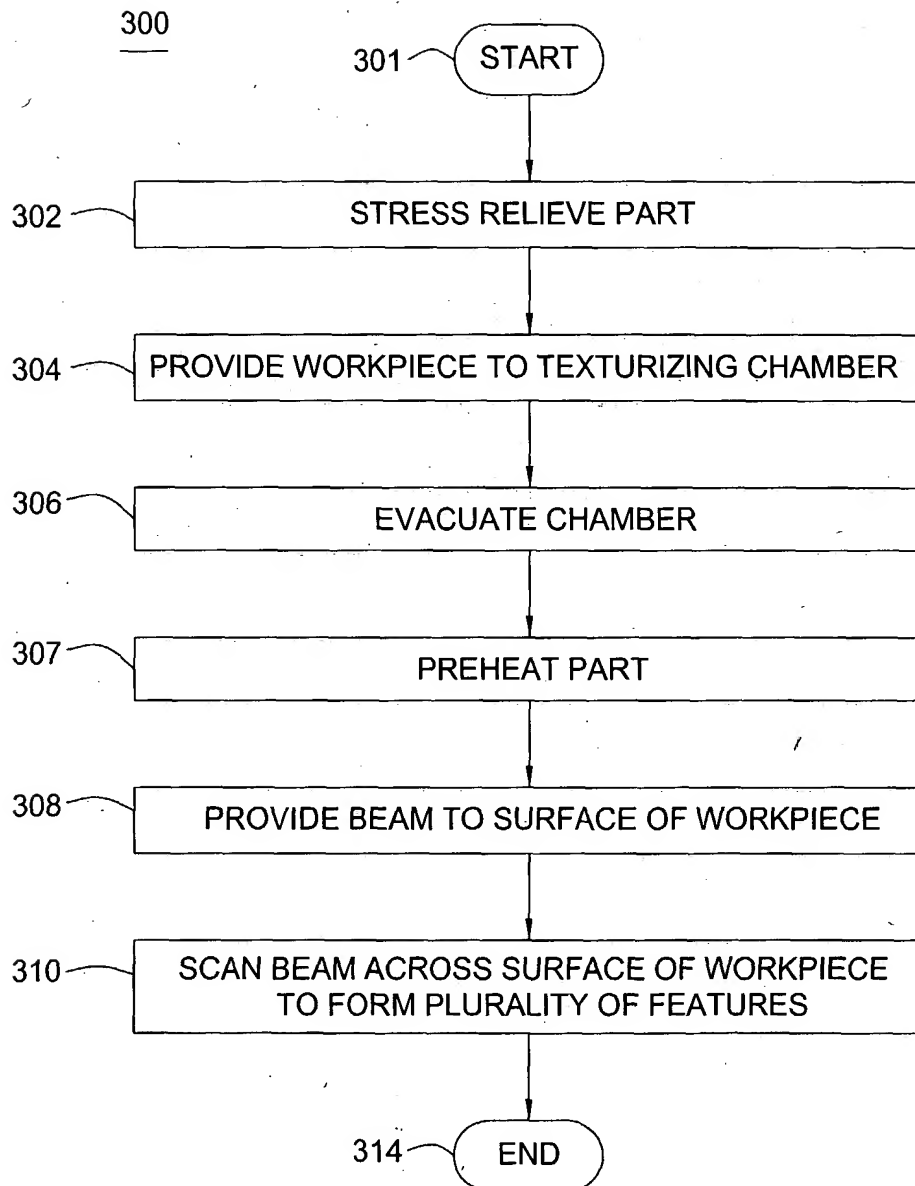 300
301 START
302 STRESS RELIEVE PART
304 PROVIDE WORKPIECE TO TEXTURIZING CHAMBER
306 EVACUATE CHAMBER
307 PREHEAT PART
308 PROVIDE BEAM TO SURFACE OF WORKPIECE
310 SCAN BEAM ACROSS SURFACE OF WORKPIECE
TO FORM PLURALITY OF FEATURES
314 END